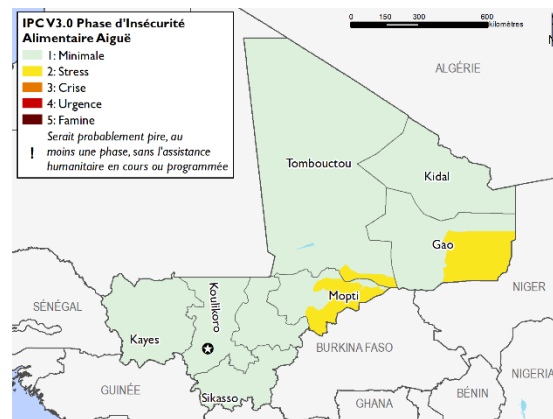 IPC V3.0 Phase d'Insécurité
Alimentaire Aiguë
1: Minimale
2: Stress
3: Crise
4: Urgence
5: Famine
Serait probablement pire, au
! moins une phase, sans l'assistance
humanitaire en cours ou programmée
0 150 300 600
kilomètres
N
ALGÉRIE
Tombouctou
Kidal
Gao
NIGER
Mopti
SÉNÉGAL
Koulikoro
Kayes
BURKINA FASO
Sikasso
GUINÉE
GHANA
BÉNIN
NIGERIA